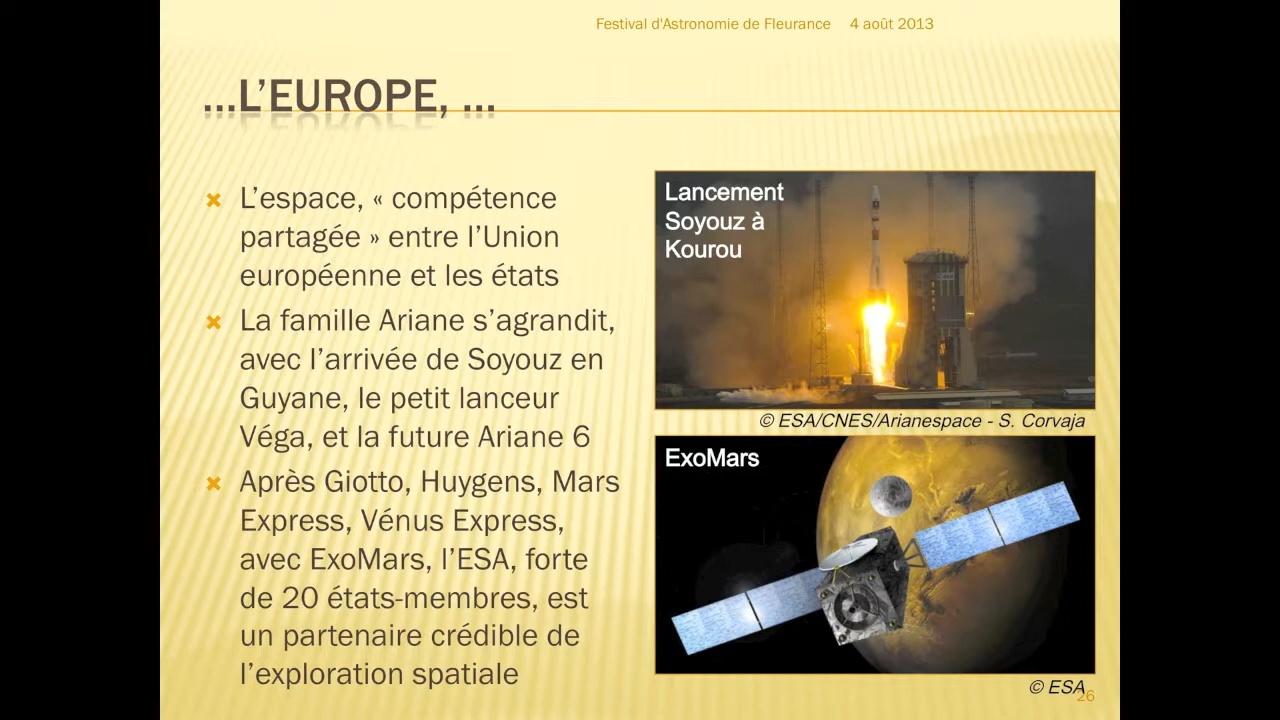 Festival d'Astronomie de Fleurance 4 août 2013
...L'EUROPE, ...
L'espace, « compétence
partagée » entre l'Union
européenne et les états
La famille Ariane s'agrandit,
avec l'arrivée de Soyouz en
Guyane, le petit lanceur
Véga, et la future Ariane 6
Après Giotto, Huygens, Mars
Express, Vénus Express,
avec ExoMars, l'ESA, forte
de 20 états-membres, est
un partenaire crédible de
l'exploration spatiale
Lancement
Soyouz à
Kourou
© ESA/CNES/Arianespace - S. Corvaja
ExoMars
© ESA
26